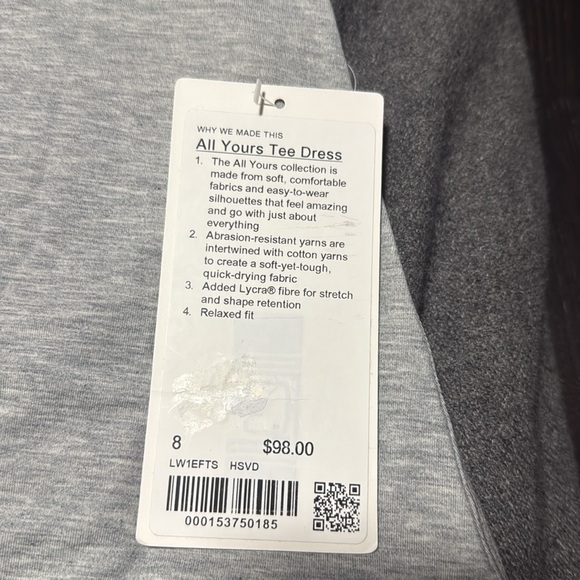 WHY WE MADE THIS
All Yours Tee Dress
1. The All Yours collection is
made from soft, comfortable
fabrics and easy-to-wear
silhouettes that feel amazing
and go with just about
everything
2. Abrasion-resistant yarns are
intertwined with cotton yarns
to create a soft-yet-tough,
quick-drying fabric
3. Added Lycra® fibre for stretch
and shape retention
4. Relaxed fit
8 $98.00
LW1EFTS HSVD
000153750185